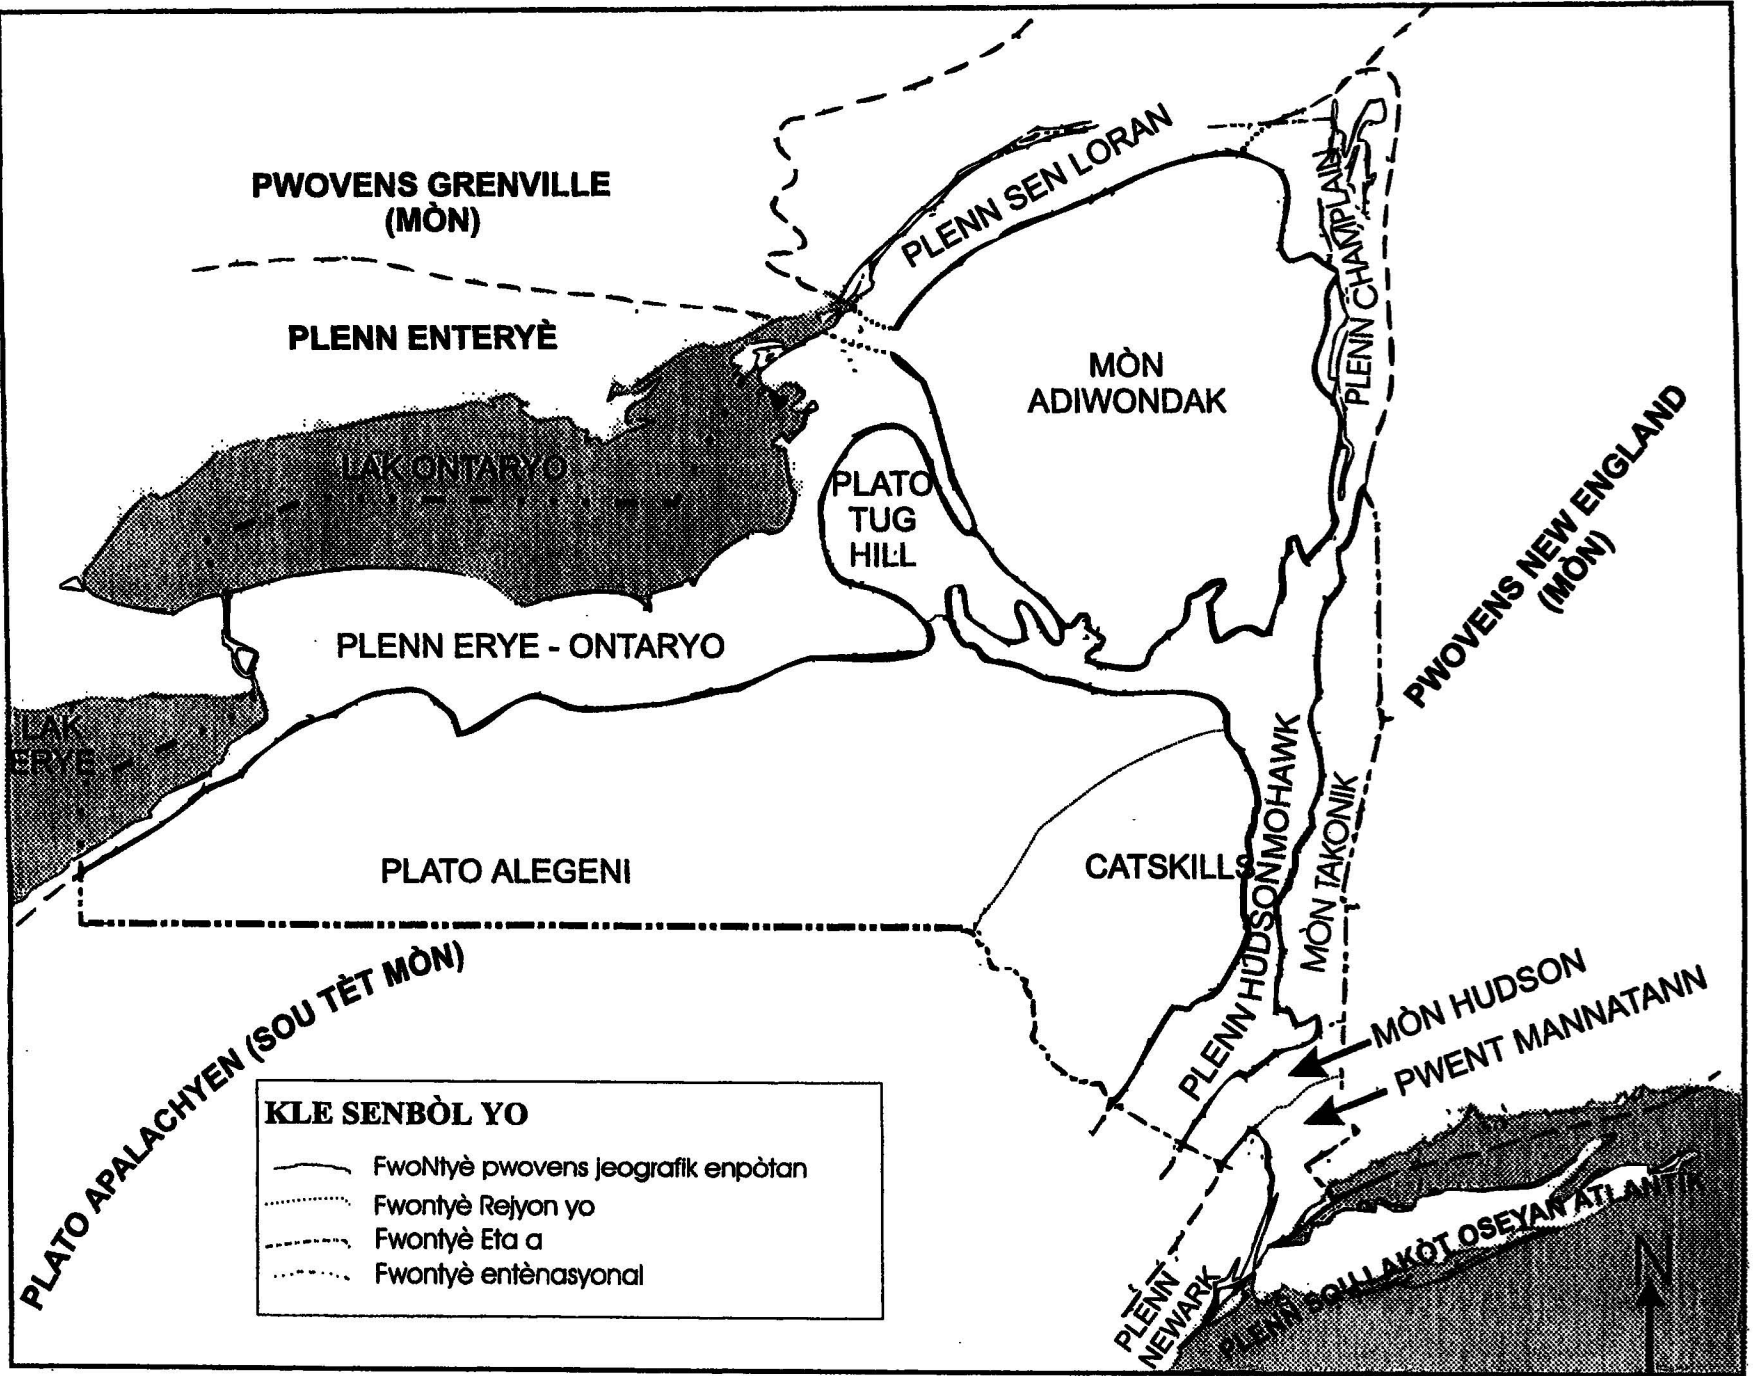 PWOVENS GRENVILLE
(MÒN)
PLENN SEN LORAN
PLENN CHAMPLAIN
PLENN ENTERYÈ
MÒN
ADIWONDAK
LAK ONTARYO
PLATO
TUG
HILL
PWOVENS NEW ENGLAND
(MÒN)
PLENN ERYE - ONTARYO
LAK
ERYE
PLATO ALEGENI
CATSKILLS
PLENN HUDSON MOHAWK
MÒN TAKONIK
PLATO APALACHYEN (SOU TÈT MÒN)
MÒN HUDSON
PWENT MANNATANN
KLE SENBÒL YO
FwoNtyè pwovens jeografik enpòtan
Fwontyè Rejyon yo
Fwontyè Eta a
Fwontyè entènasyonal
PLENN
NEWARK
PLENN SOU LAKÒT OSEYAN ATLANTIK
N